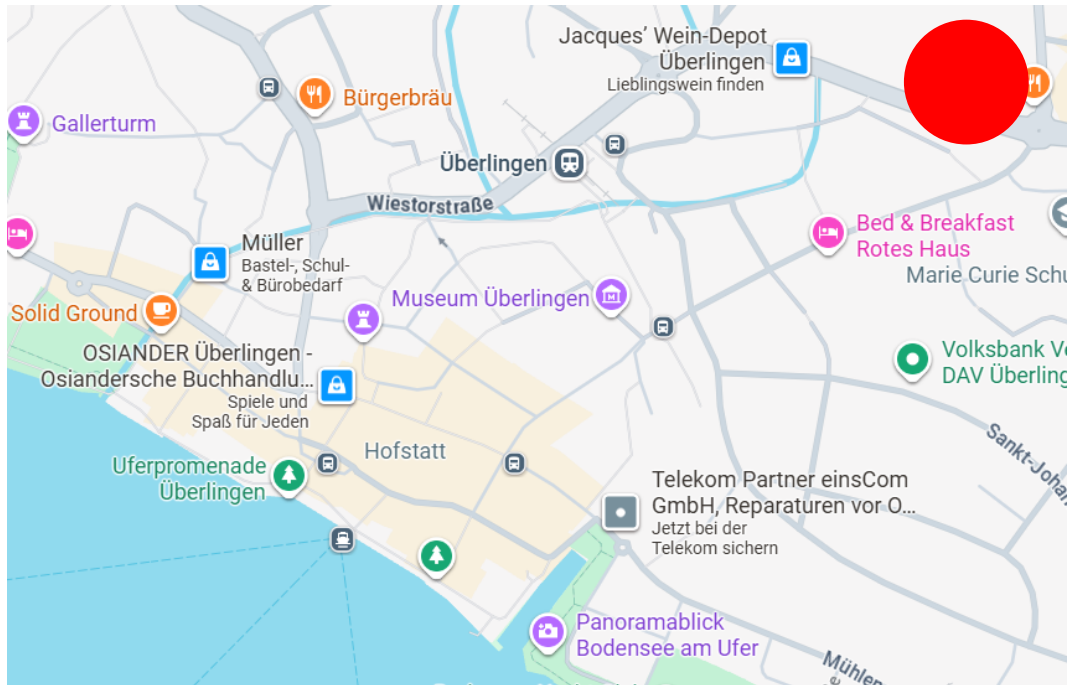 Jacques' Wein-Depot
Überlingen
Lieblingswein finden
Bürgerbräu
Gallerturm
Überlingen
Wiestorstraße
Bed & Breakfast
Rotes Haus
Müller
Bastel-, Schul-
& Bürobedarf
Marie Curie Schu
Museum Überlingen
Solid Ground
OSIANDER Überlingen -
Osiandersche Buchhandlu...
Spiele und
Spaß für Jeden
Volksbank Ve
DAV Überling
Hofstatt
Sankt-Johan
Uferpromenade
Überlingen
Telekom Partner einsCom
GmbH, Reparaturen vor O...
Jetzt bei der
Telekom sichern
Panoramablick
Bodensee am Ufer
Mühlen